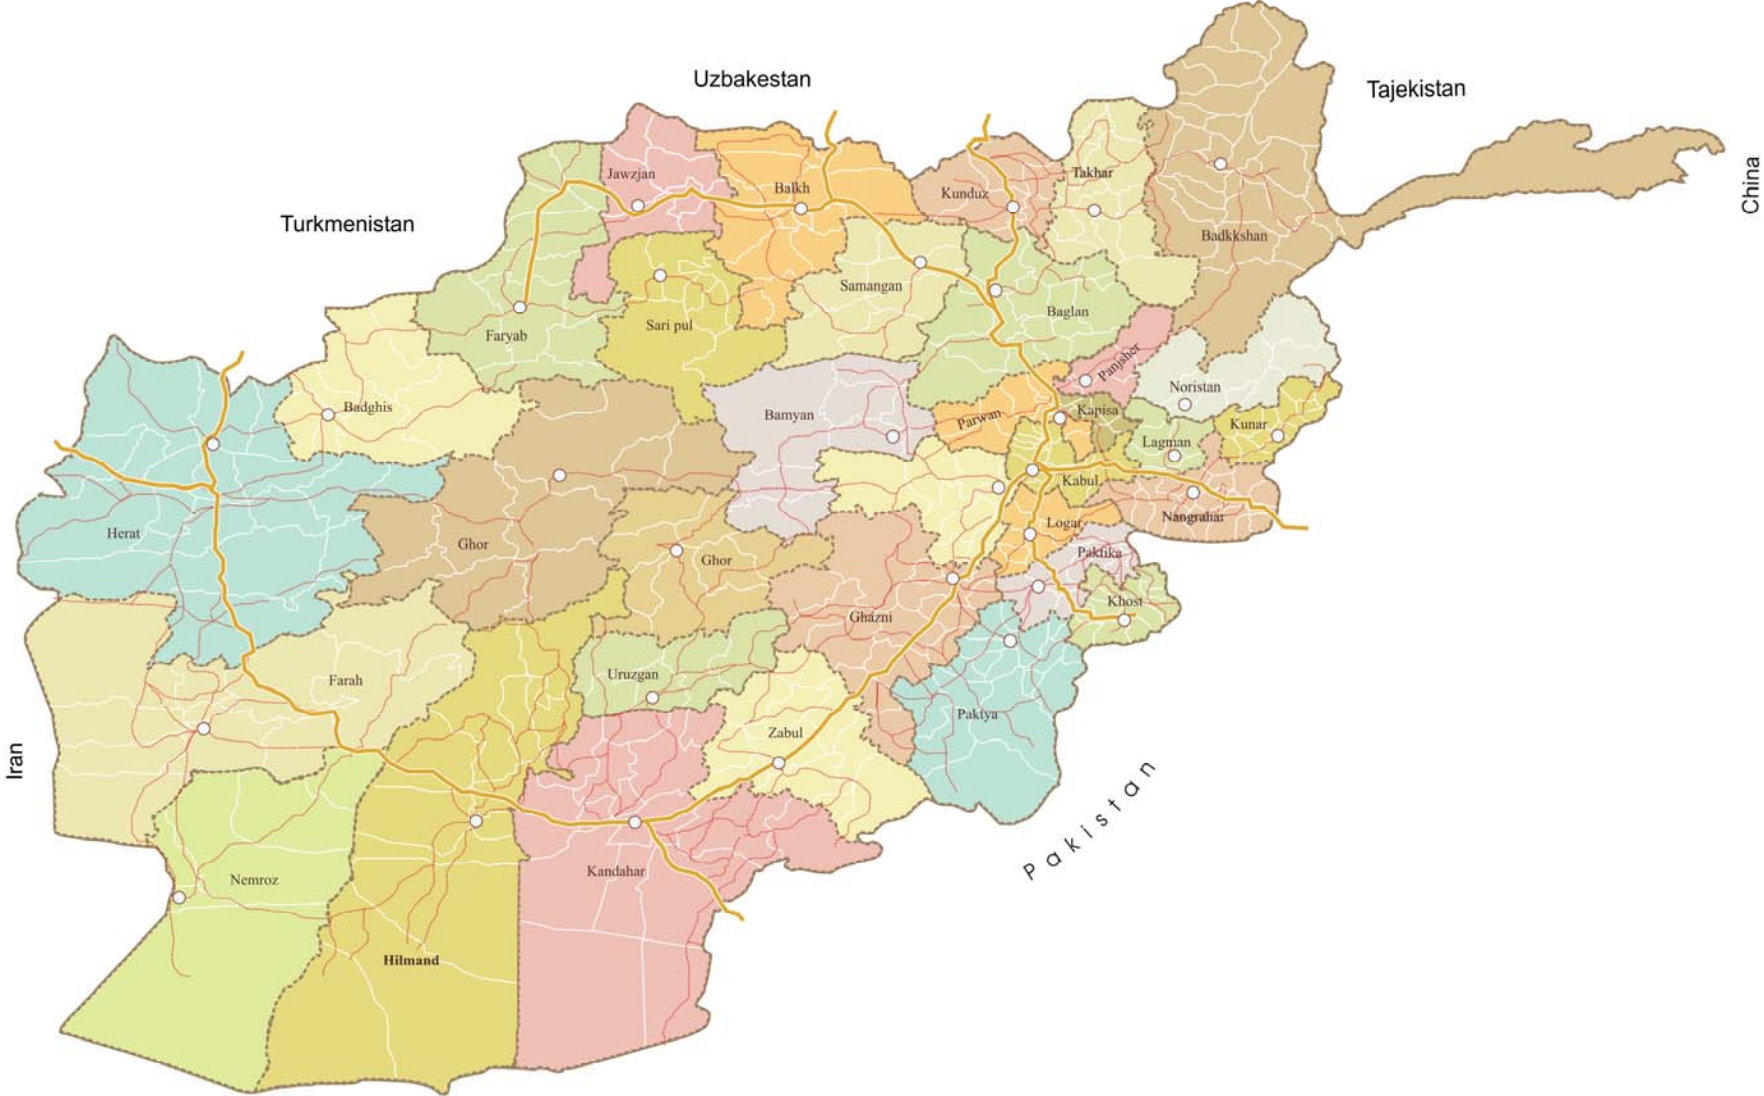 Uzbakestan
Tajekistan
China
Turkmenistan
Jawzjan
Balkh
Kunduz
Takhar
Badkkshan
Samangan
Baglan
Faryab
Sari pul
Panjsher
Noristan
Badghis
Bamyan
Parwan
Kapisa
Lagman
Kunar
Kabul
Herat
Ghor
Ghor
Logar
Nangrahar
Paktika
Khost
Ghazni
Farah
Uruzgan
Zabul
Paktya
Iran
Pakistan
Nemroz
Kandahar
Hilmand